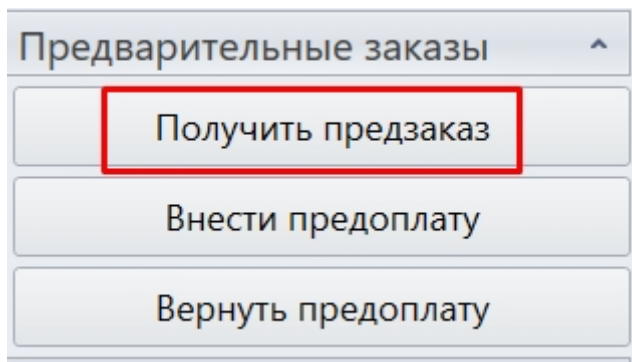 Предварительные заказы
Получить предзаказ
Внести предоплату
Вернуть предоплату